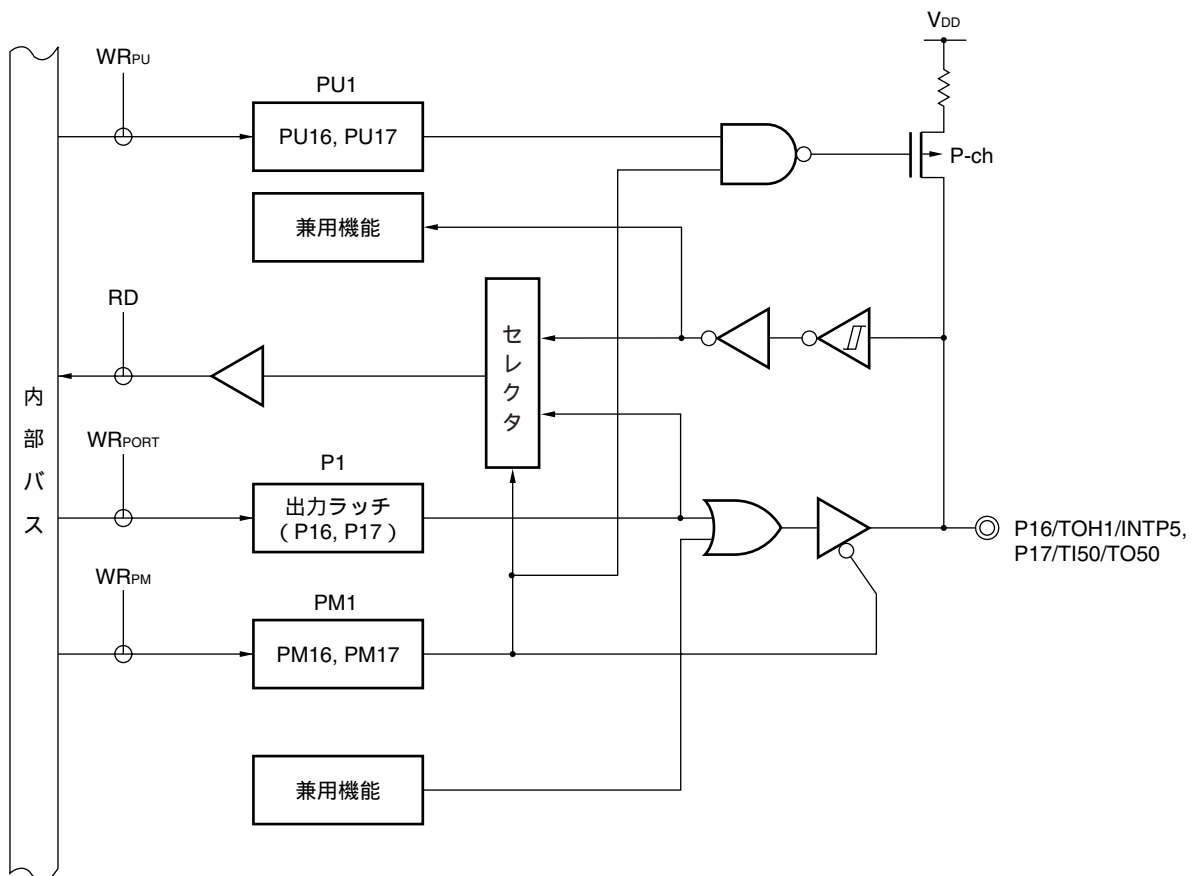 VDD
WRPU
PU1
PU16, PU17
P-ch
兼用機能
RD
セレクタ
内部バス
WRPORT
P1
出力ラッチ
( P16, P17 )
P16/TOH1/INTP5,
P17/TI50/TO50
WRPM
PM1
PM16, PM17
兼用機能